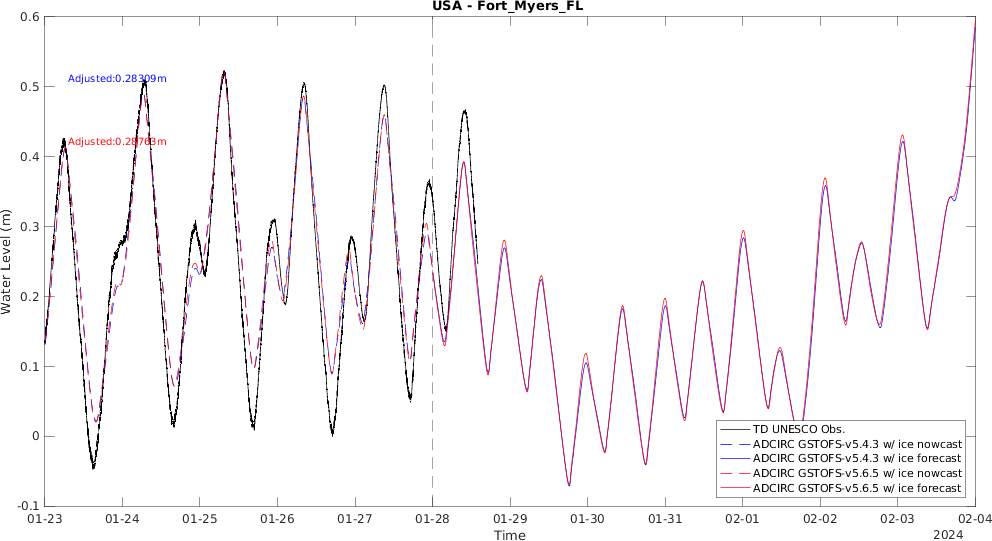 USA - Fort_Myers_FL
0.6
0.5
0.4
0.3
0.2
0.1
0
-0.1
Water Level (m)
Adjusted:0.28309m
Adjusted:0.28763m
TD UNESCO Obs.
ADCIRC GSTOFS-v5.4.3 w/ ice nowcast
ADCIRC GSTOFS-v5.4.3 w/ ice forecast
ADCIRC GSTOFS-v5.6.5 w/ ice nowcast
ADCIRC GSTOFS-v5.6.5 w/ ice forecast
01-23 01-24 01-25 01-26 01-27 01-28 01-29 01-30 01-31 02-01 02-02 02-03 02-04
Time
2024